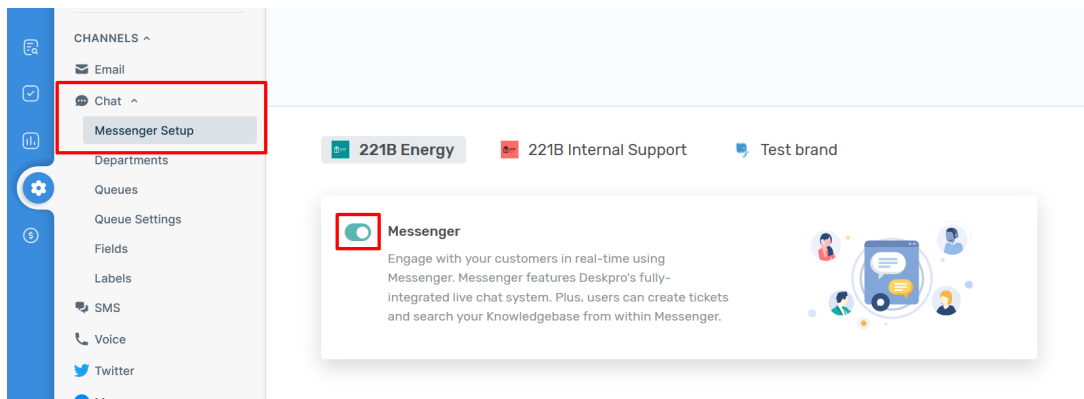 CHANNELS
Email
Chat
Messenger Setup
Departments
Queues
Queue Settings
Fields
Labels
SMS
Voice
Twitter
221B Energy
221B Internal Support
Test brand
Messenger
Engage with your customers in real-time using
Messenger. Messenger features Deskpro's fully-
integrated live chat system. Plus, users can create tickets
and search your Knowledgebase from within Messenger.